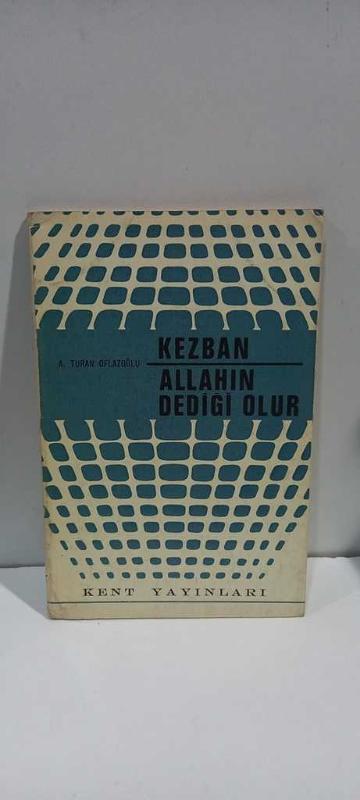 KEZBAN
A. TURAN OFLAZOĞLU
ALLAHIN
DEDİĞİ OLUR
KENT YAYINLARI